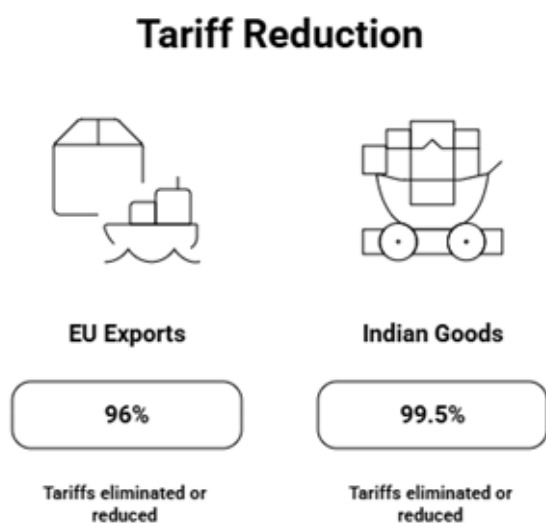 Tariff Reduction
EU Exports
Indian Goods
96%
99.5%
Tariffs eliminated or
reduced
Tariffs eliminated or
reduced